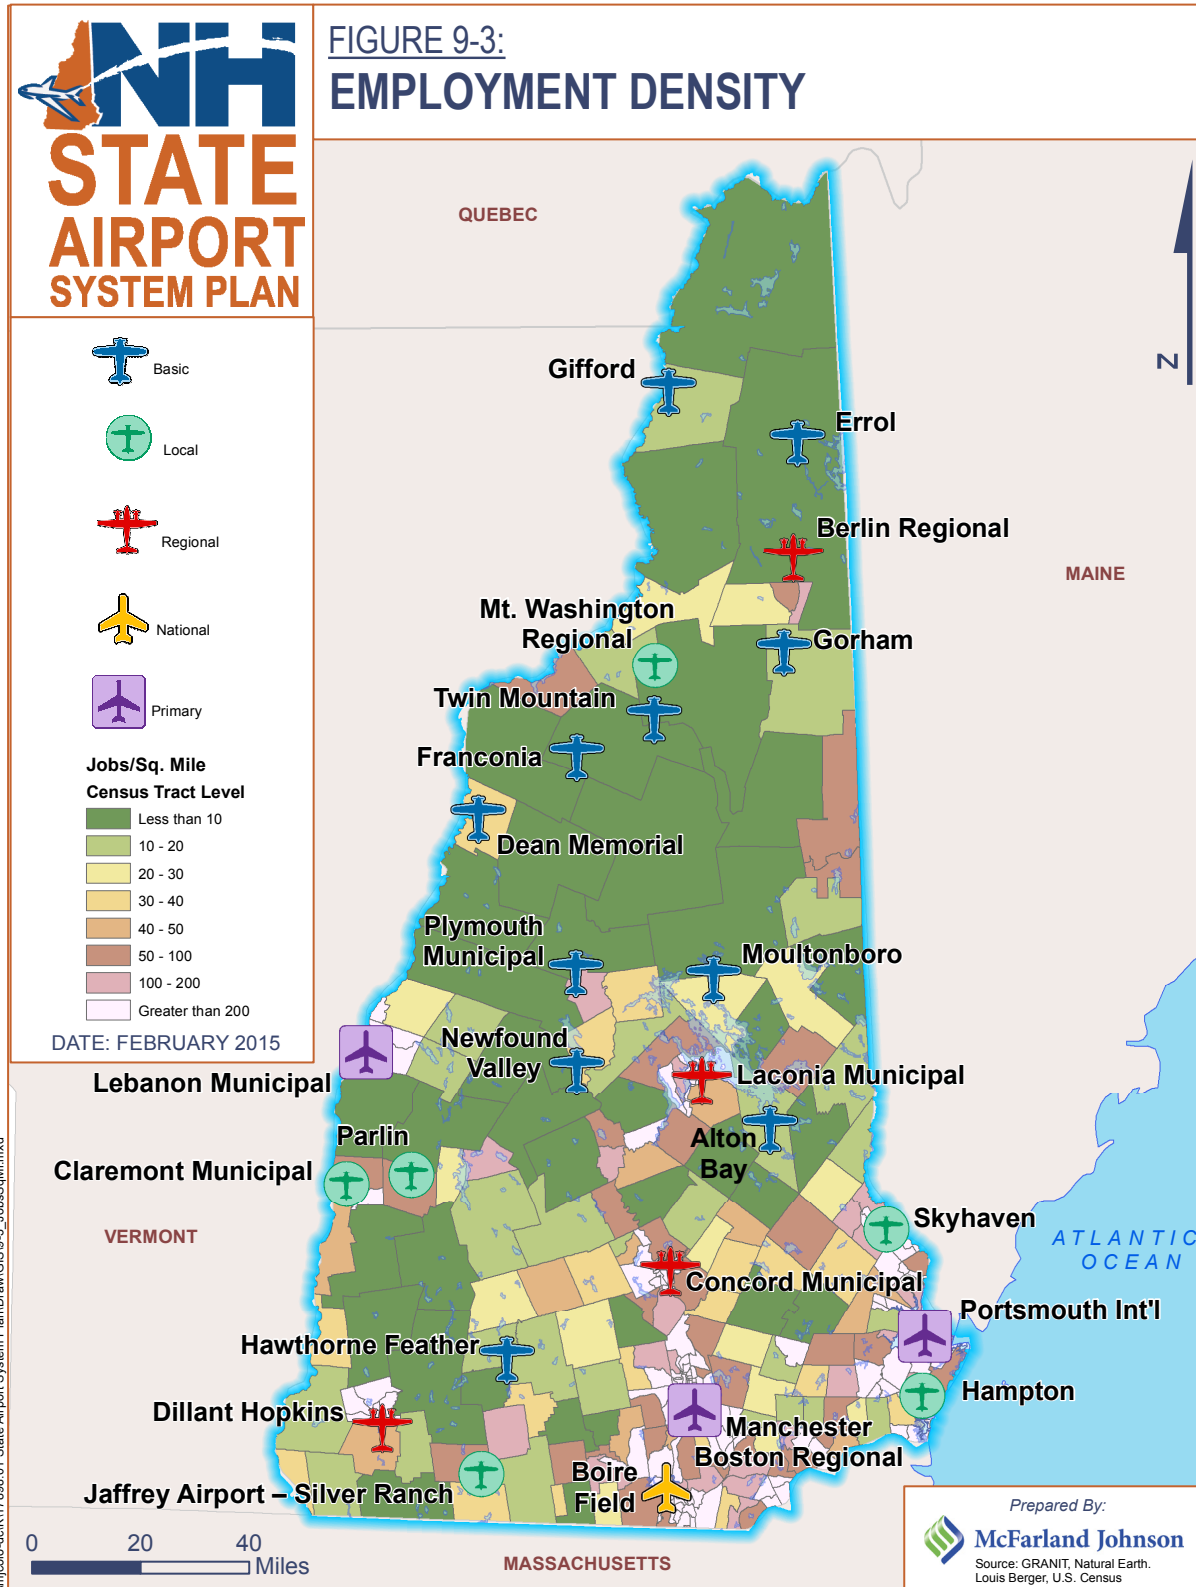 NH
STATE
AIRPORT
SYSTEM PLAN
FIGURE 9-3:
EMPLOYMENT DENSITY
Basic
Local
Regional
National
Primary
Jobs/Sq. Mile
Census Tract Level
Less than 10
10 - 20
20 - 30
30 - 40
40 - 50
50 - 100
100 - 200
Greater than 200
DATE: FEBRUARY 2015
QUEBEC
N
Gifford
Errol
Berlin Regional
MAINE
Mt. Washington
Regional
Gorham
Twin Mountain
Franconia
Dean Memorial
Plymouth
Municipal
Moultonboro
Newfound
Valley
Lebanon Municipal
Laconia Municipal
Parlin
Alton
Bay
Claremont Municipal
Skyhaven
VERMONT
ATLANTIC
OCEAN
Concord Municipal
Portsmouth Int'l
Hawthorne Feather
Hampton
Dillant Hopkins
Manchester
Boston Regional
Boire
Field
Jaffrey Airport – Silver Ranch
0 20 40
Miles
MASSACHUSETTS
Prepared By:
McFarland Johnson
Source: GRANIT, Natural Earth.
Louis Berger, U.S. Census